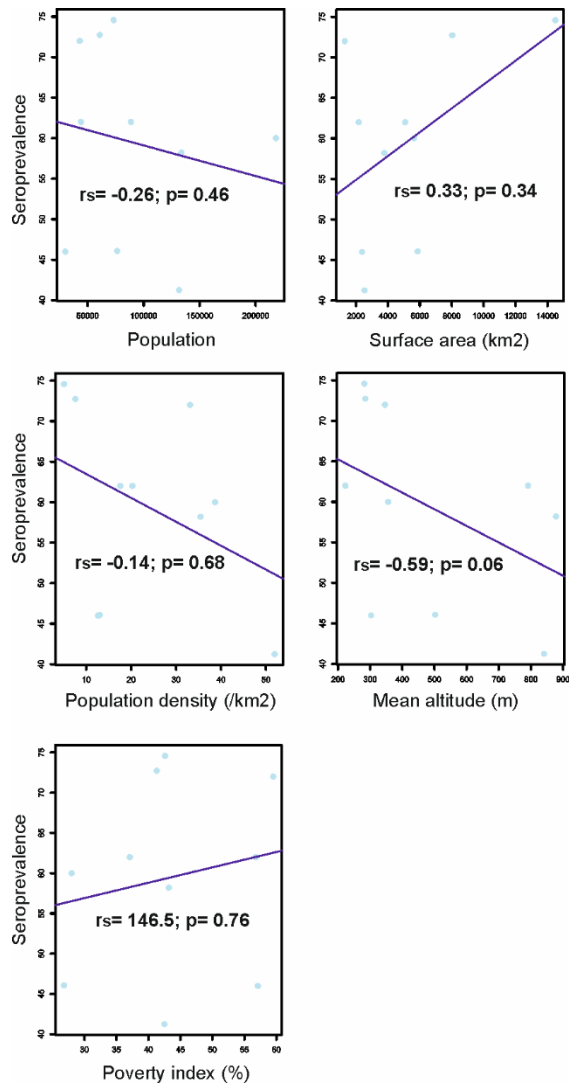 75
70
65
60
55
50
45
40
Seroprevalence
rs= -0.26; p= 0.46
50000 100000 150000 200000
Population
75
70
65
60
55
50
45
40
rs= 0.33; p= 0.34
2000 4000 6000 8000 10000 12000 14000
Surface area (km2)
75
70
65
60
55
50
45
40
Seroprevalence
rs= -0.14; p= 0.68
10 20 30 40 50
Population density (/km2)
75
70
65
60
55
50
45
40
rs= -0.59; p= 0.06
200 300 400 500 600 700 800 900
Mean altitude (m)
75
70
65
60
55
50
45
40
Seroprevalence
rs= 146.5; p= 0.76
30 35 40 45 50 55 60
Poverty index (%)